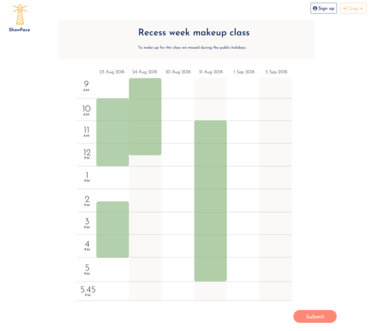 ShowFace
Sign up
Log in
Recess week makeup class
To make up for the class we missed during the public holidays.
23 Aug 2018 24 Aug 2018 30 Aug 2018 31 Aug 2018 1 Sep 2018 5 Sep 2018
9
AM
10
AM
11
AM
12
PM
1
PM
2
PM
3
PM
4
PM
5
PM
5.45
PM
Submit